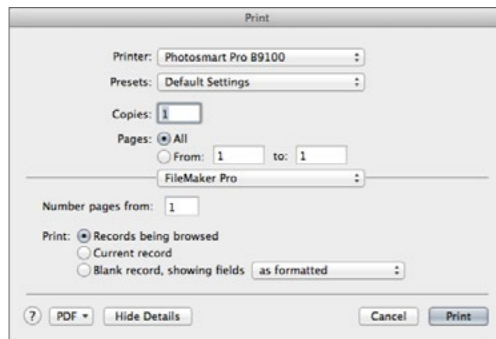 Print
Printer: Photosmart Pro B9100
Presets: Default Settings
Copies: 1
Pages: All
From: 1 to: 1
FileMaker Pro
Number pages from: 1
Print: Records being browsed
Current record
Blank record, showing fields as formatted
? PDF Hide Details Cancel Print